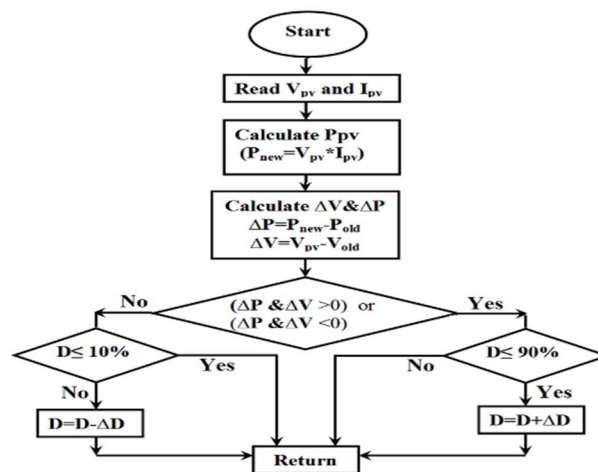 Start
Read Vpv and Ipv
Calculate Ppv
(Pnew=Vpv*Ipv)
Calculate ΔV&ΔP
ΔP=Pnew-Pold
ΔV=Vpv-Vold
(ΔP &ΔV >0) or
(ΔP &ΔV <0)
No
Yes
D≤ 10%
Yes
No
D≤ 90%
No
Yes
D=D-ΔD
D=D+ΔD
Return